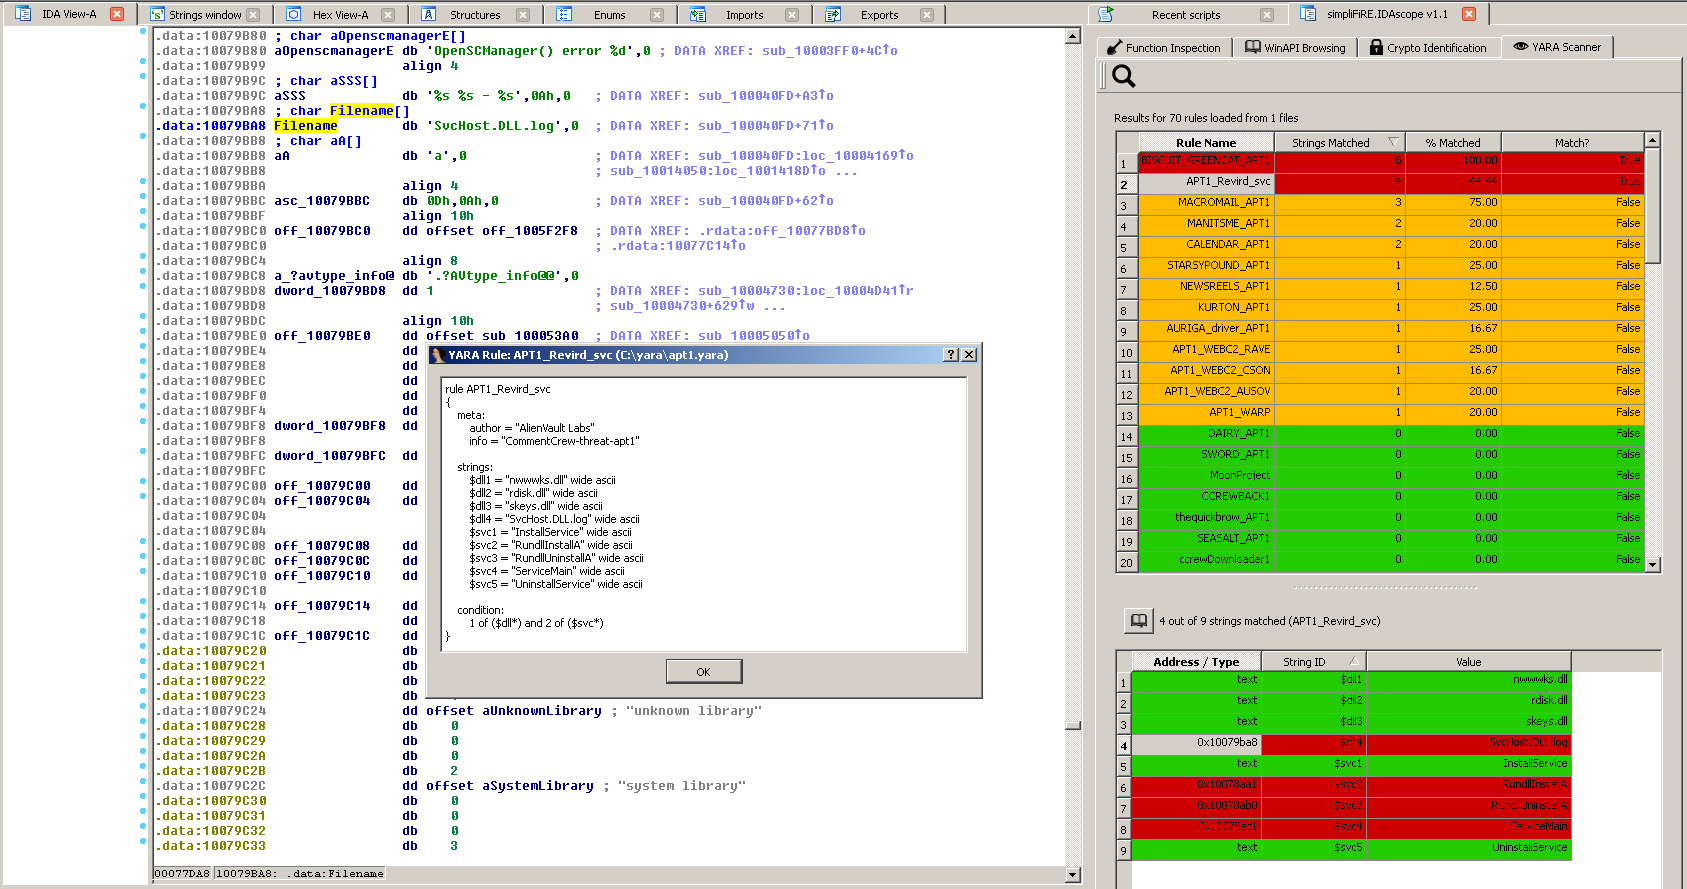 IDA View-A
Strings window
Hex View-A
Structures
Enums
Imports
Exports
Recent scripts
simpliFiRE.IDAscope v1.1
.data:10079B80 ; char aOpenscmanagerE[]
.data:10079B80 aOpenscmanagerE db 'OpenSCManager() error %d',0 ; DATA XREF: sub_10003FF0+4C↑o
.data:10079B99 align 4
.data:10079B9C ; char aSSS[]
.data:10079B9C aSSS db '%s %s - %s',0Ah,0 ; DATA XREF: sub_100040FD+A3↑o
.data:10079BA8 ; char Filename[]
.data:10079BA8 Filename db 'SvcHost.DLL.log',0 ; DATA XREF: sub_100040FD+71↑o
.data:10079BB8 ; char aA[]
.data:10079BB8 aA db 'a',0 ; DATA XREF: sub_100040FD:loc_10004169↑o
.data:10079BB8 ; sub_10014050:loc_1001418D↑o ...
.data:10079BBA align 4
.data:10079BBC asc_10079BBC db 0Dh,0Ah,0 ; DATA XREF: sub_100040FD+62↑o
.data:10079BBF align 10h
.data:10079BC0 off_10079BC0 dd offset off_1005F2F8 ; DATA XREF: .rdata:off_10077BD8↑o
.data:10079BC0 ; .rdata:10077C14↑o
.data:10079BC4 align 8
.data:10079BC8 a_?avtype_info@ db '.?AVtype_info@@',0
.data:10079BD8 dword_10079BD8 dd 1 ; DATA XREF: sub_10004730:loc_10004D41↑r
.data:10079BD8 ; sub_10004730+629↑w ...
.data:10079BDC align 10h
.data:10079BE0 off_10079BE0 dd offset sub_100053A0 ; DATA XREF: sub_10005050↑o
.data:10079BE4 dd
.data:10079BE8 dd
.data:10079BEC dd
.data:10079BF0 dd
.data:10079BF4 dd
.data:10079BF8 dword_10079BF8 dd
.data:10079BF8
.data:10079BFC dword_10079BFC dd
.data:10079BFC
.data:10079C00 off_10079C00 dd
.data:10079C04 off_10079C04 dd
.data:10079C04
.data:10079C04
.data:10079C08 off_10079C08 dd
.data:10079C0C off_10079C0C dd
.data:10079C10 off_10079C10 dd
.data:10079C10
.data:10079C14 off_10079C14 dd
.data:10079C18 dd
.data:10079C1C off_10079C1C dd
.data:10079C20 db
.data:10079C21 db
.data:10079C22 db
.data:10079C23 db
.data:10079C24 dd offset aUnknownLibrary ; "unknown library"
.data:10079C28 db 0
.data:10079C29 db 0
.data:10079C2A db 0
.data:10079C2B db 2
.data:10079C2C dd offset aSystemLibrary ; "system library"
.data:10079C30 db 0
.data:10079C31 db 0
.data:10079C32 db 0
.data:10079C33 db 3
00077DA8 10079BA8: .data:Filename
YARA Rule: APT1_Revird_svc (C:\yara\apt1.yara)
rule APT1_Revird_svc
{
meta:
author = "AlienVault Labs"
info = "CommentCrew-threat-apt1"
strings:
$dll1 = "nwwwks.dll" wide ascii
$dll2 = "rdisk.dll" wide ascii
$dll3 = "skeys.dll" wide ascii
$dll4 = "SvcHost.DLL.log" wide ascii
$svc1 = "InstallService" wide ascii
$svc2 = "RundllInstallA" wide ascii
$svc3 = "RundllUninstallA" wide ascii
$svc4 = "ServiceMain" wide ascii
$svc5 = "UninstallService" wide ascii
condition:
1 of ($dll*) and 2 of ($svc*)
}
OK
Function Inspection
WinAPI Browsing
Crypto Identification
YARA Scanner
Results for 70 rules loaded from 1 files
Rule Name Strings Matched % Matched Match?
1 BISCUIT_GREENCAT_APT1 6 100.00 True
2 APT1_Revird_svc 4 44.44 True
3 MACROMAIL_APT1 3 75.00 False
4 MANITSME_APT1 2 20.00 False
5 CALENDAR_APT1 2 20.00 False
6 STARSYPOUND_APT1 1 25.00 False
7 NEWSREELS_APT1 1 12.50 False
8 KURTON_APT1 1 25.00 False
9 AURIGA_driver_APT1 1 16.67 False
10 APT1_WEBC2_RAVE 1 25.00 False
11 APT1_WEBC2_CSON 1 16.67 False
12 APT1_WEBC2_AUSOV 1 20.00 False
13 APT1_WARP 1 20.00 False
14 DAIRY_APT1 0 0.00 False
15 SWORD_APT1 0 0.00 False
16 MoonProject 0 0.00 False
17 CCREWBACK1 0 0.00 False
18 thequickbrow_APT1 0 0.00 False
19 SEASALT_APT1 0 0.00 False
20 ccrewDownloader1 0 0.00 False
4 out of 9 strings matched (APT1_Revird_svc)
Address / Type String ID Value
1 text $dll1 nwwwks.dll
2 text $dll2 rdisk.dll
3 text $dll3 skeys.dll
4 0x10079ba8 $dll4 SvcHost.DLL.log
5 text $svc1 InstallService
6 0x10078aa1 $svc2 RundllInstallA
7 0x10078ab0 $svc3 RundllUninstallA
8 0x10078ac1 $svc4 ServiceMain
9 text $svc5 UninstallService